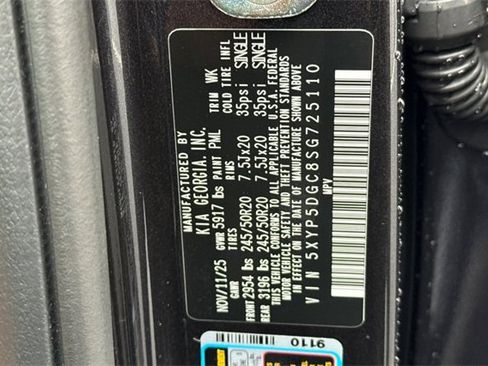 MANUFACTURED BY
KIA GEORGIA, INC.
NOV/11/25 GVWR 5917 lbs PAINT PML TRIM WK
GAWR TIRES RIMS COLD TIRE INFL
FRONT 2954 lbs 245/50R20 7.5Jx20 35psi SINGLE
REAR 3196 lbs 245/50R20 7.5Jx20 35psi SINGLE
THIS VEHICLE CONFORMS TO ALL APPLICABLE U.S.A. FEDERAL
MOTOR VEHICLE SAFETY AND THEFT PREVENTION STANDARDS
IN EFFECT ON THE DATE OF MANUFACTURE SHOWN ABOVE.
VIN 5XYP5DGC8SG725110
MPV
9110